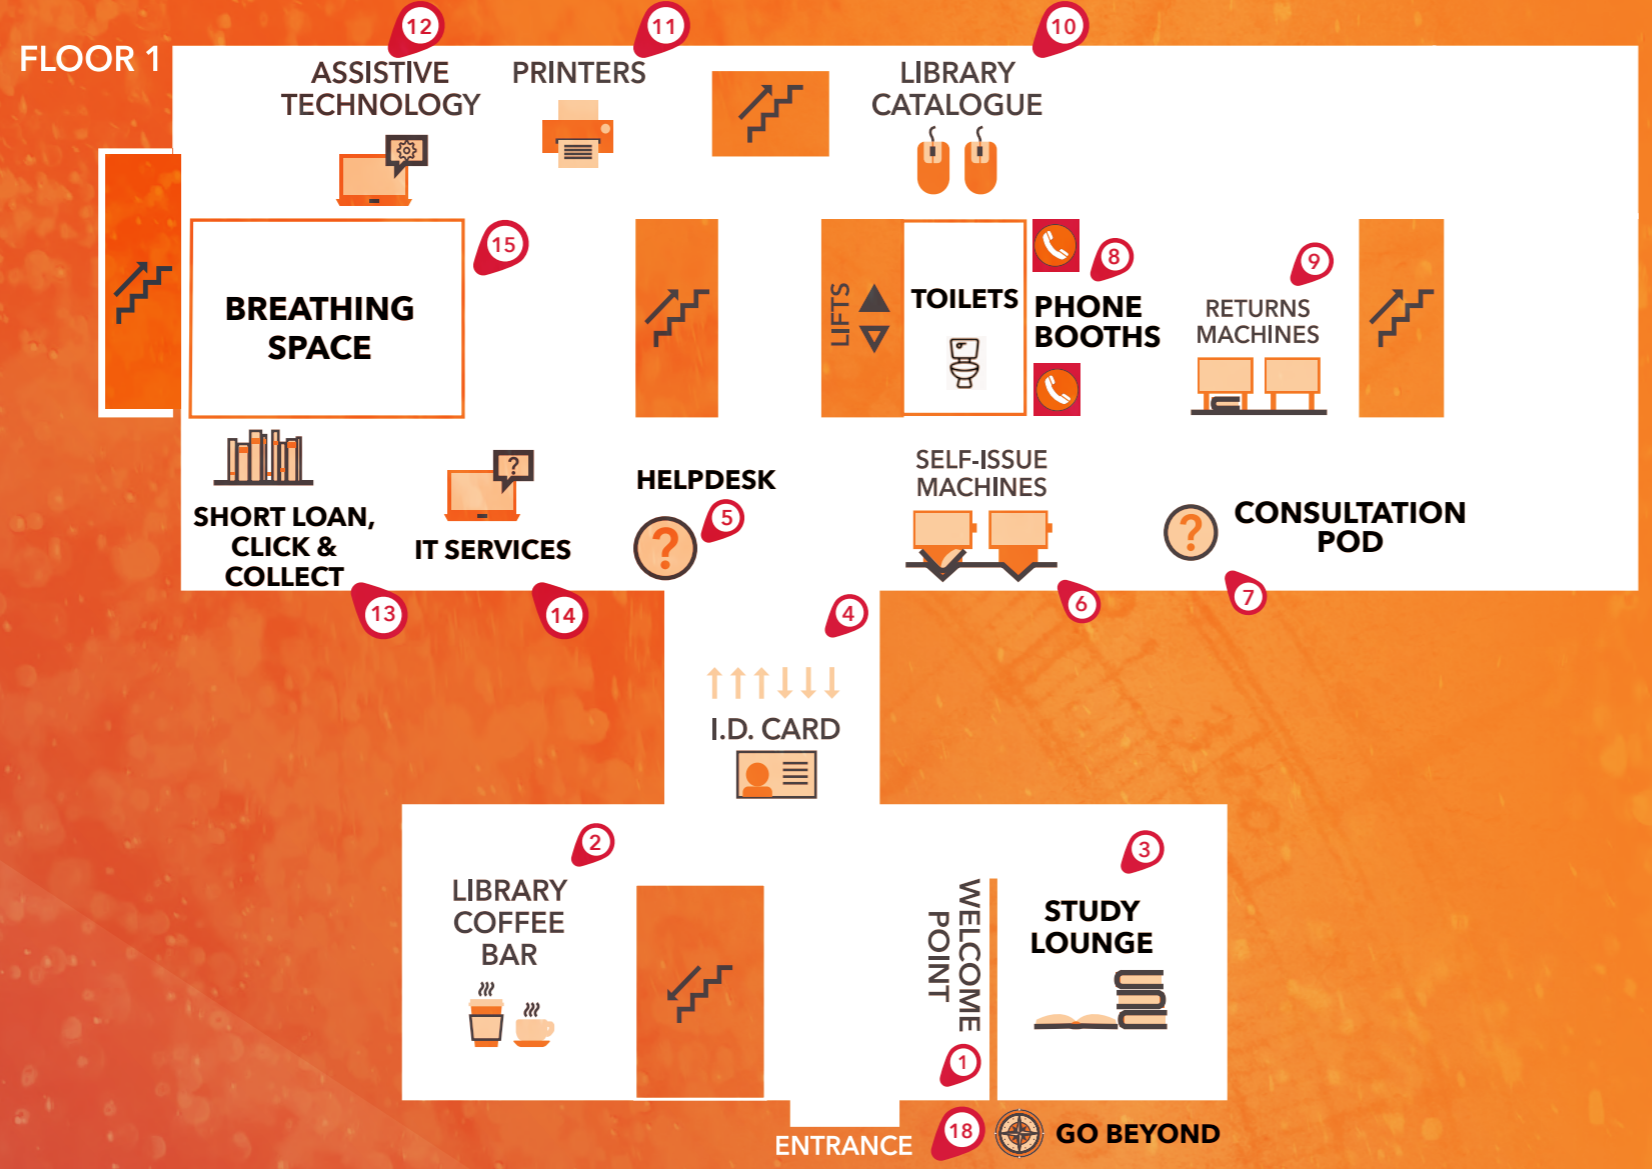 FLOOR 1
12
11
10
ASSISTIVE
TECHNOLOGY
PRINTERS
LIBRARY
CATALOGUE
15
BREATHING
SPACE
LIFTS
TOILETS
8
PHONE
BOOTHS
9
RETURNS
MACHINES
SHORT LOAN,
CLICK &
COLLECT
13
?
IT SERVICES
14
HELPDESK
5
?
SELF-ISSUE
MACHINES
6
?
CONSULTATION
POD
7
4
I.D. CARD
2
LIBRARY
COFFEE
BAR
WELCOME
POINT
1
3
STUDY
LOUNGE
ENTRANCE
18
GO BEYOND